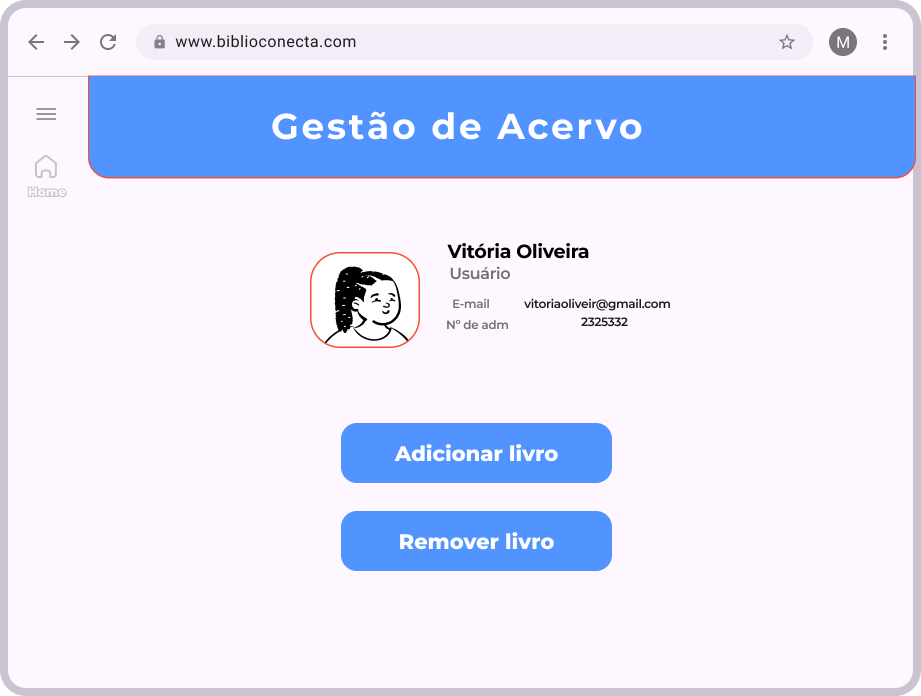 www.biblioconecta.com
M
Gestão de Acervo
Home
Vitória Oliveira
Usuário
E-mail vitoriaoliveir@gmail.com
Nº de adm 2325332
Adicionar livro
Remover livro